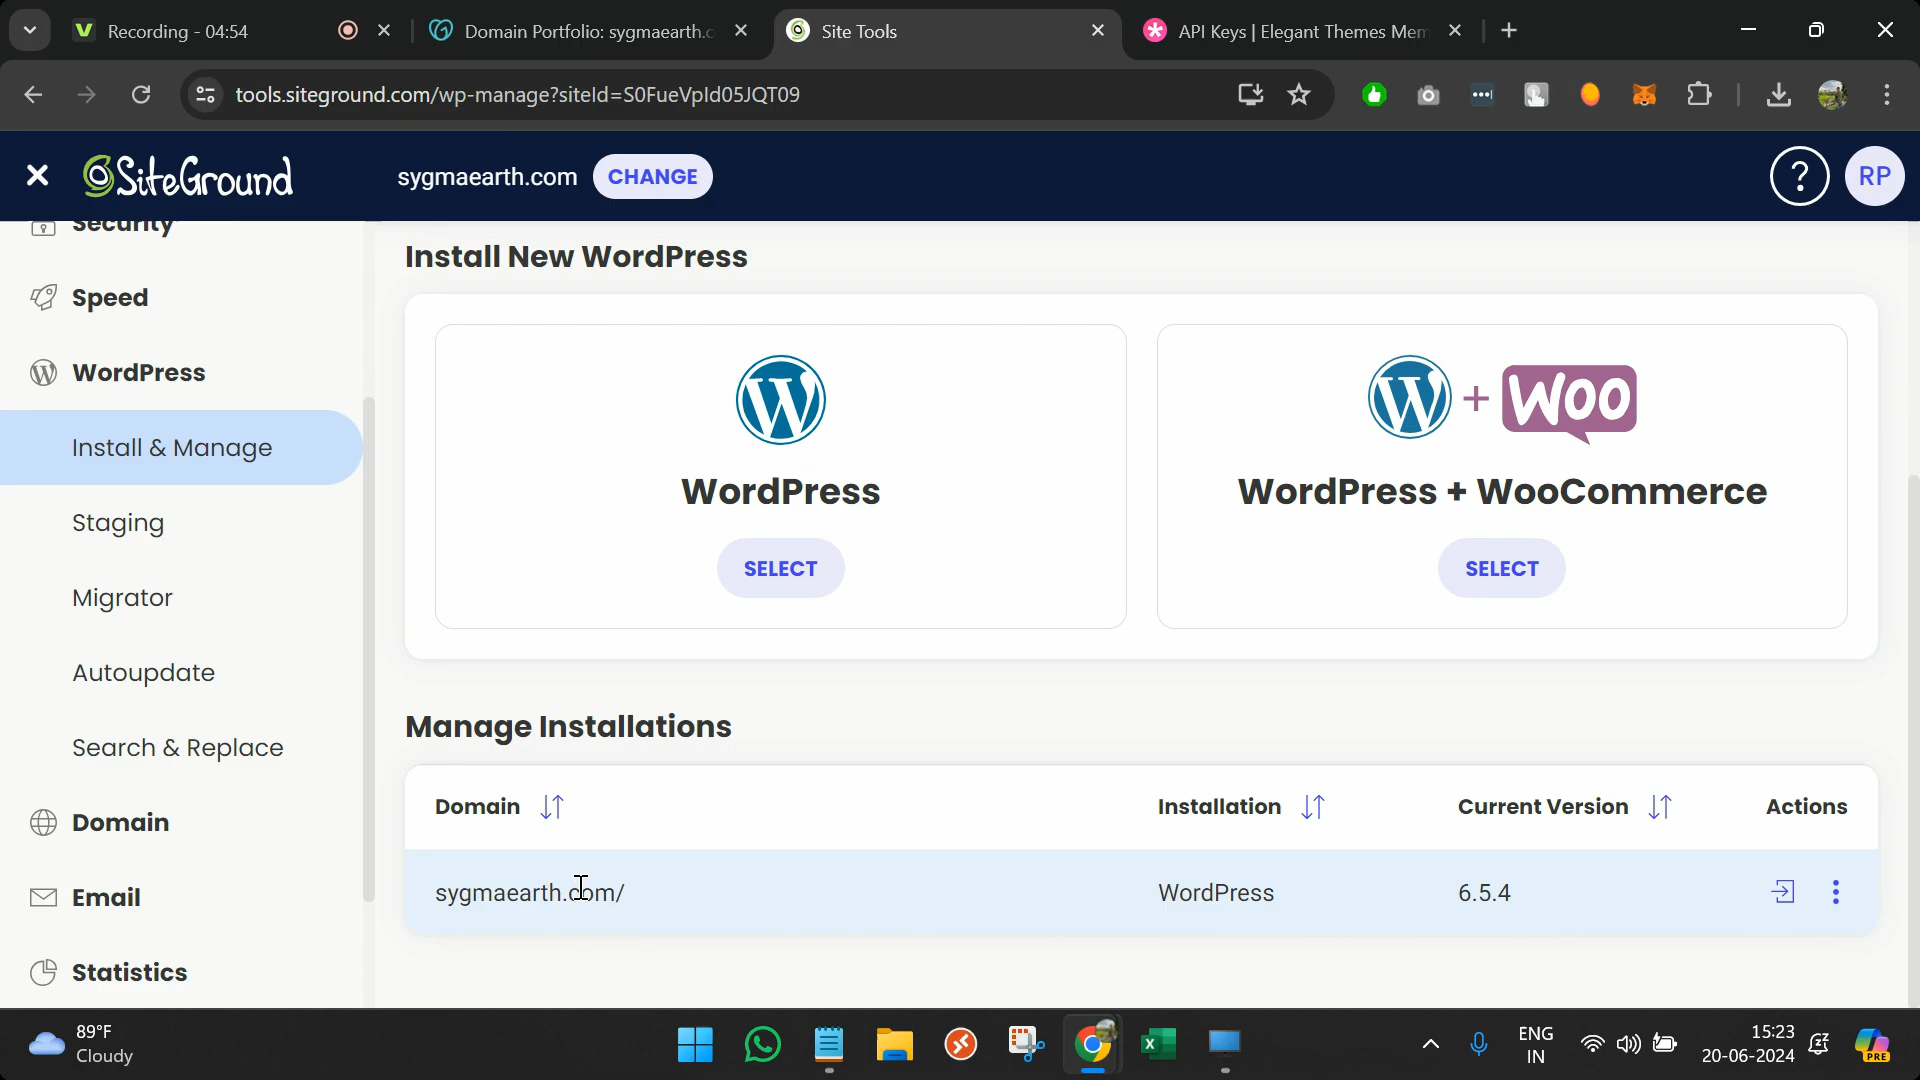 Recording - 04:54
Domain Portfolio: sygmaearth.c
Site Tools
API Keys | Elegant Themes Mem
tools.siteground.com/wp-manage?siteId=S0FueVpld05JQT09
SiteGround
sygmaearth.com
CHANGE
?
RP
Security
Speed
WordPress
Install & Manage
Staging
Migrator
Autoupdate
Search & Replace
Domain
Email
Statistics
Install New WordPress
WordPress
SELECT
+ WOO
WordPress + WooCommerce
SELECT
Manage Installations
Domain Installation Current Version Actions
sygmaearth.com/ WordPress 6.5.4
89°F
Cloudy
ENG
IN
15:23
20-06-2024
PRE